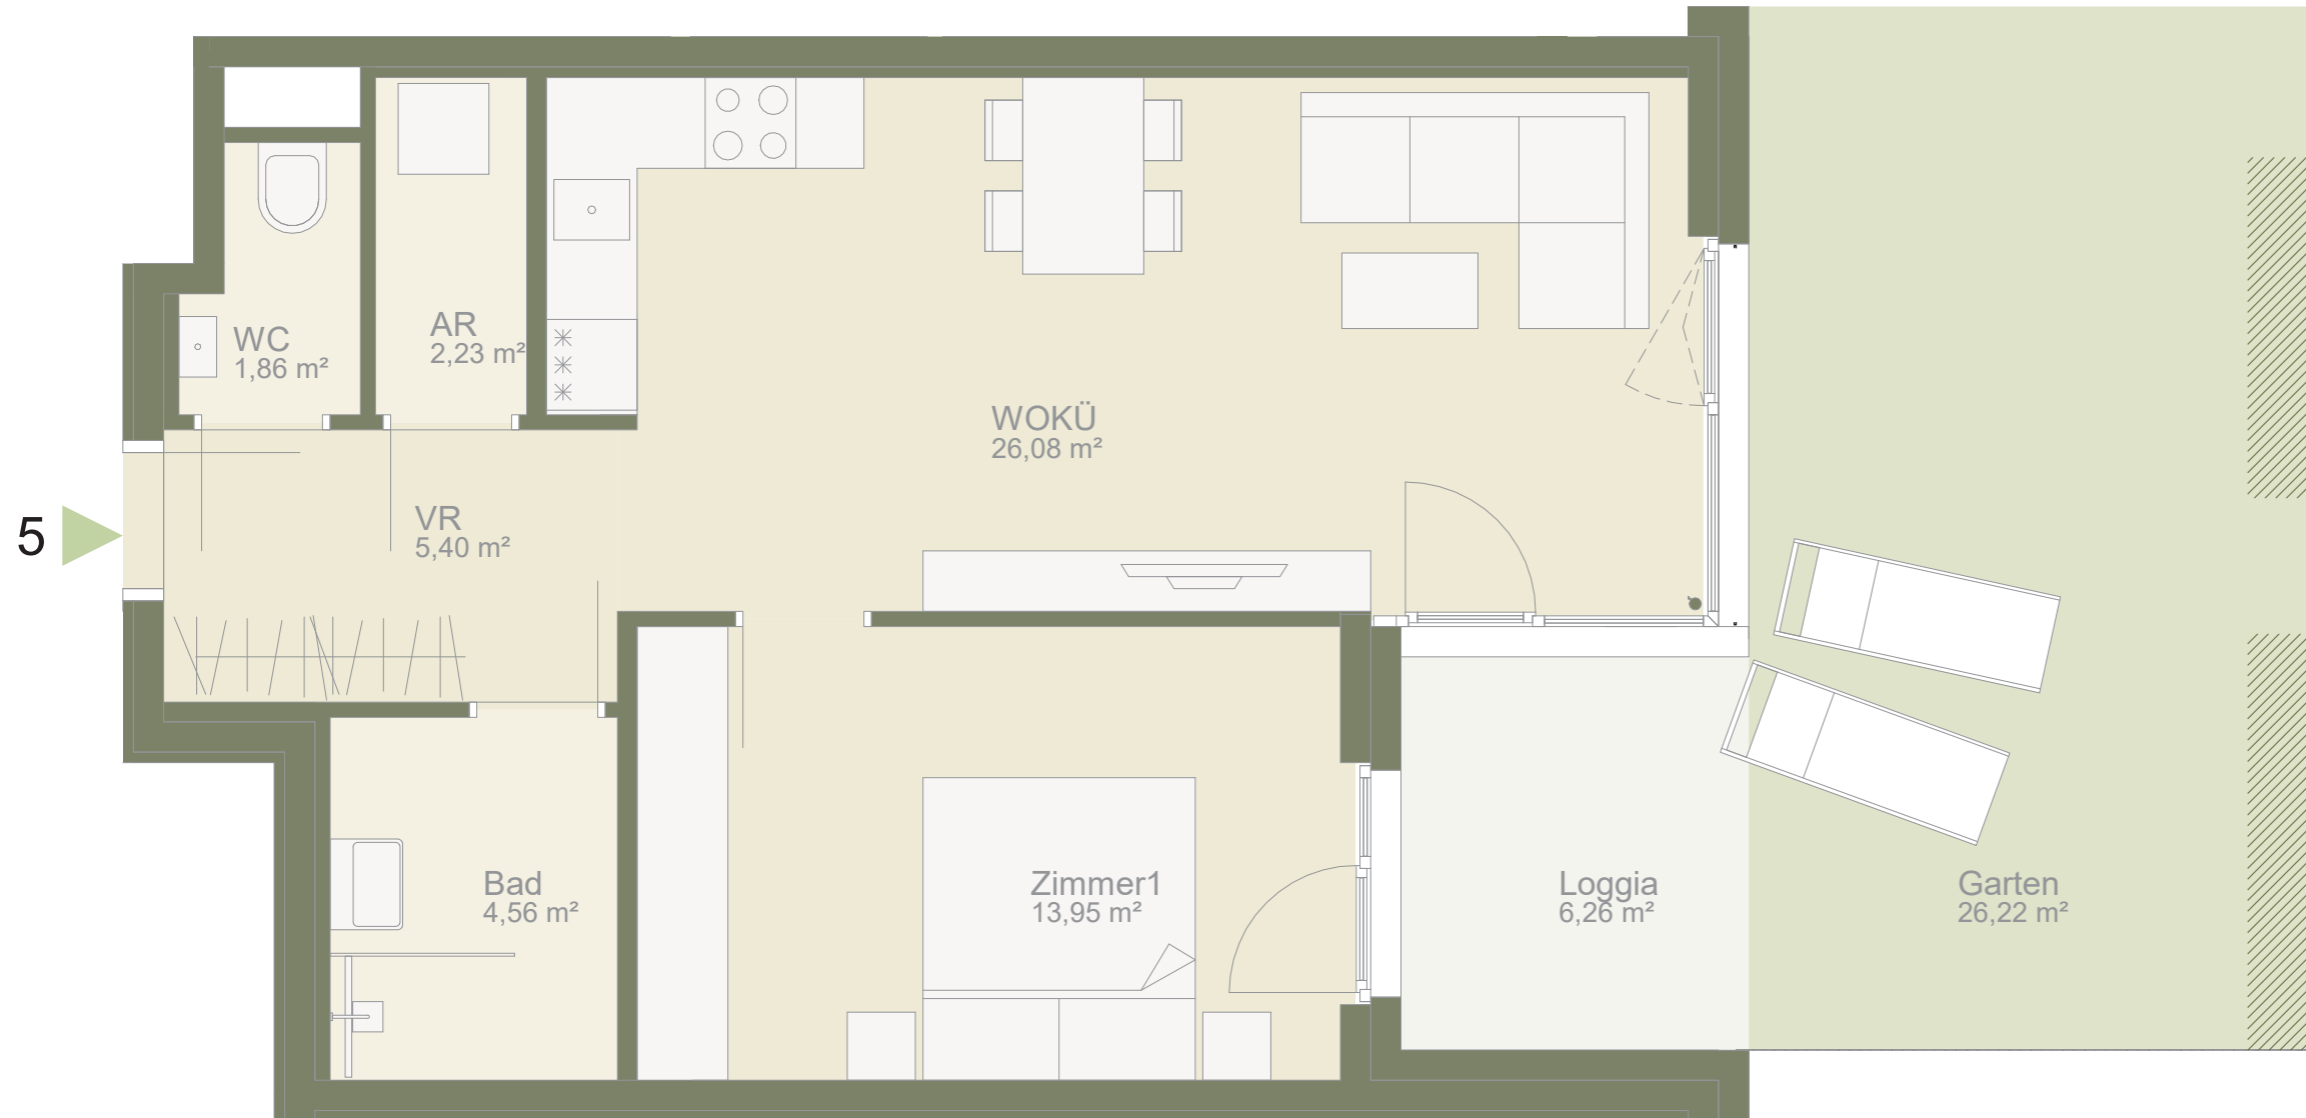 WC
1,86 m²
AR
2,23 m²
WOKÜ
26,08 m²
5
VR
5,40 m²
Bad
4,56 m²
Zimmer1
13,95 m²
Loggia
6,26 m²
Garten
26,22 m²